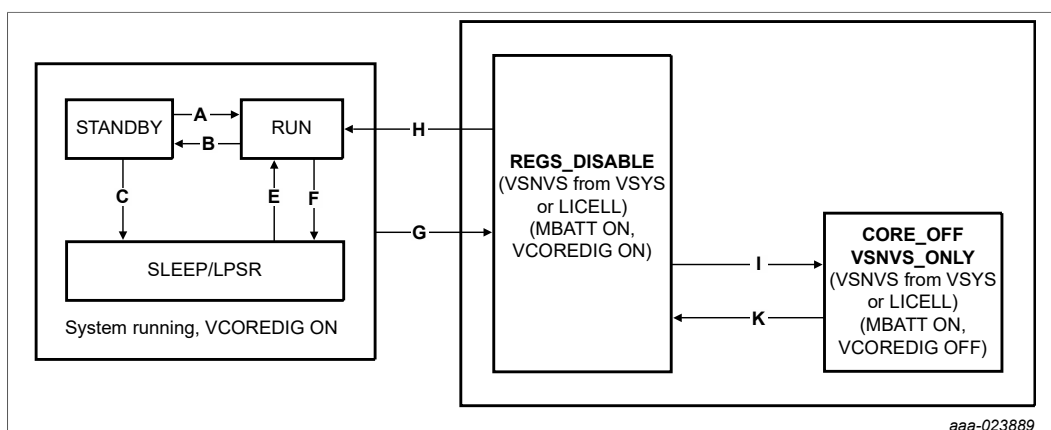 STANDBY
A
B
RUN
C
E
F
SLEEP/LPSR
System running, VCOREDIG ON
H
G
REGS_DISABLE
(VSNVS from VSYS
or LICELL)
(MBATT ON,
VCOREDIG ON)
I
K
CORE_OFF
VSNVS_ONLY
(VSNVS from VSYS
or LICELL)
(MBATT ON,
VCOREDIG OFF)
aaa-023889